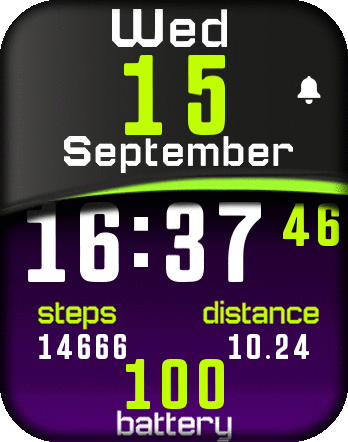 Wed
15
September
16:37 46
steps distance
14666 10.24
100
battery